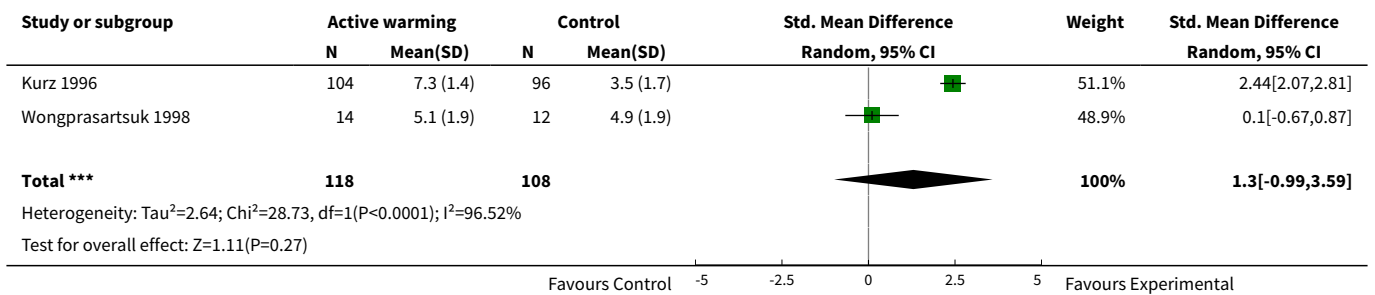 Study or subgroup Active warming Control Std. Mean Difference Weight Std. Mean Difference
N Mean(SD) N Mean(SD) Random, 95% CI Random, 95% CI
Kurz 1996 104 7.3 (1.4) 96 3.5 (1.7) 51.1% 2.44[2.07,2.81]
Wongprasartsuk 1998 14 5.1 (1.9) 12 4.9 (1.9) 48.9% 0.1[-0.67,0.87]
Total *** 118 108 100% 1.3[-0.99,3.59]
Heterogeneity: Tau²=2.64; Chi²=28.73, df=1(P<0.0001); I²=96.52%
Test for overall effect: Z=1.11(P=0.27)
Favours Control -5 -2.5 0 2.5 5 Favours Experimental